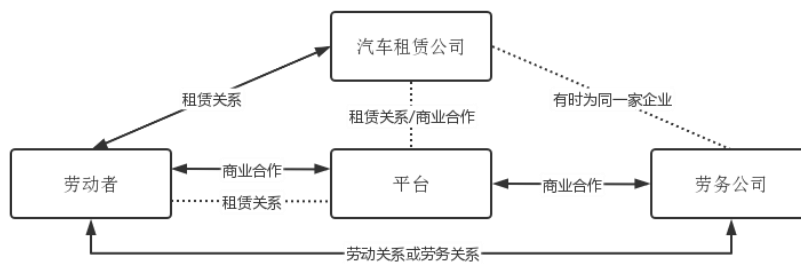 汽车租赁公司
租赁关系
租赁关系/商业合作
有时为同一家企业
劳动者
商业合作
租赁关系
平台
商业合作
劳务公司
劳动关系或劳务关系